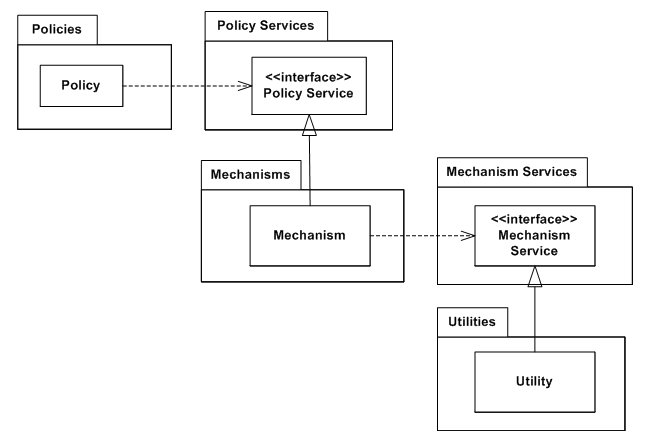 Policies
Policy Services
Policy
<<interface>>
Policy Service
Mechanisms
Mechanism Services
Mechanism
<<interface>>
Mechanism
Service
Utilities
Utility